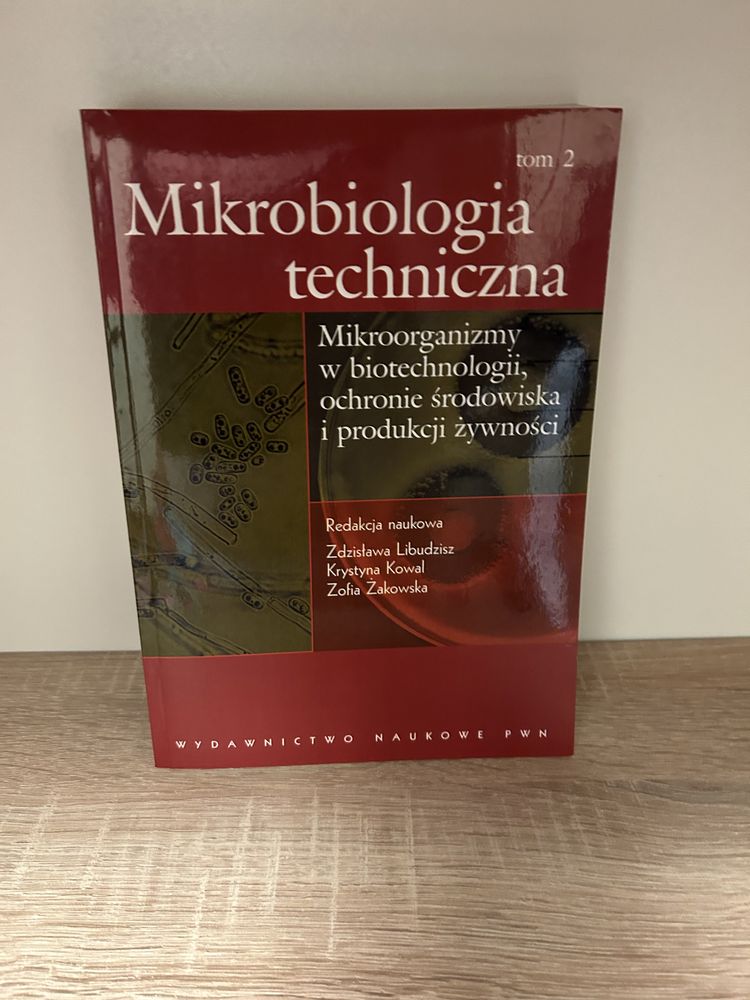 tom 2
Mikrobiologia
techniczna
Mikroorganizmy
w biotechnologii,
ochronie środowiska
i produkcji żywności
Redakcja naukowa
Zdzisława Libudzisz
Krystyna Kowal
Zofia Żakowska
WYDAWNICTWO NAUKOWE PWN